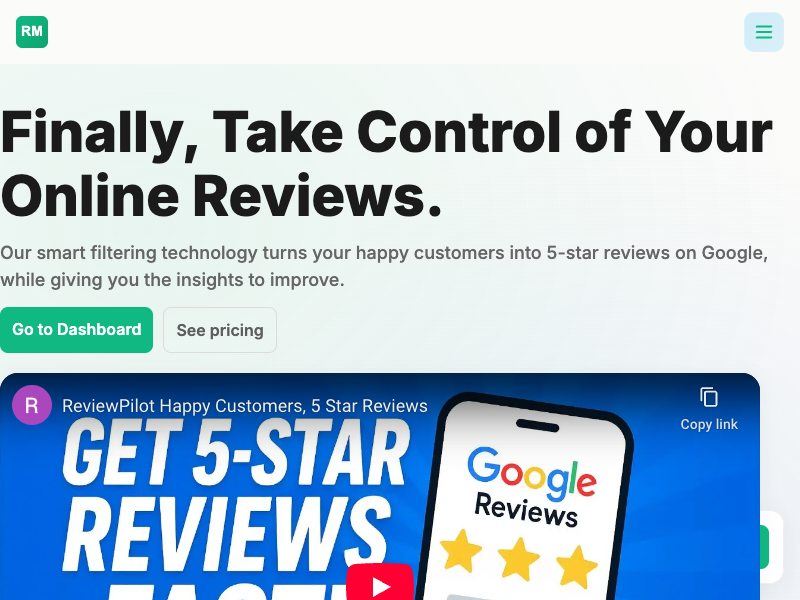 RM
Finally, Take Control of Your
Online Reviews.
Our smart filtering technology turns your happy customers into 5-star reviews on Google,
while giving you the insights to improve.
Go to Dashboard
See pricing
R
ReviewPilot Happy Customers, 5 Star Reviews
Copy link
GET 5-STAR
REVIEWS
Google
Reviews